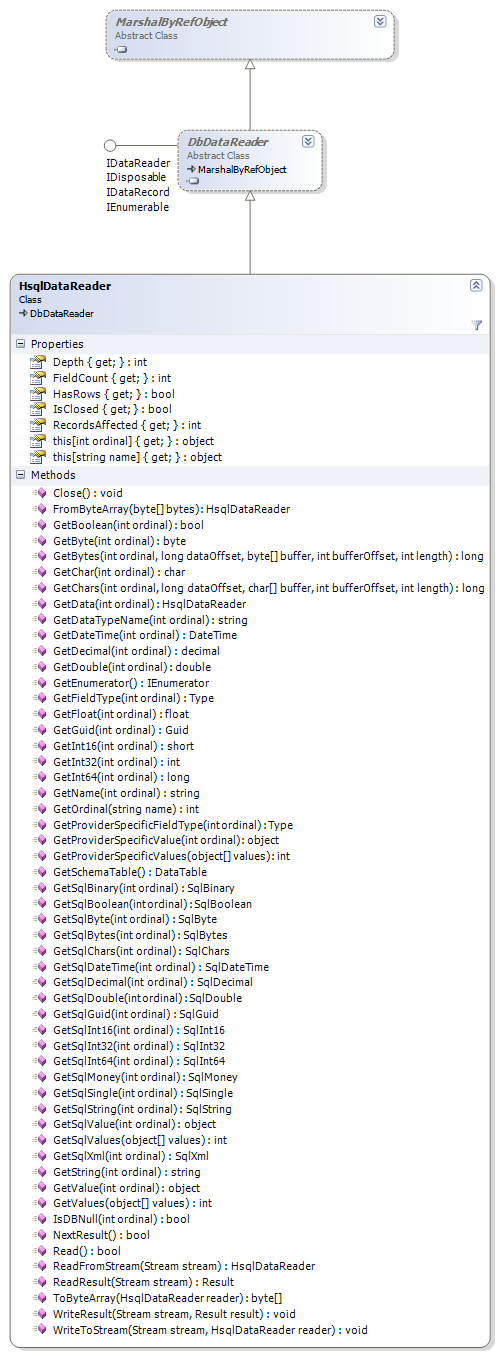 MarshalByRefObject
Abstract Class
DbDataReader
Abstract Class
MarshalByRefObject
IDataReader
IDisposable
IDataRecord
IEnumerable
HsqlDataReader
Class
DbDataReader
Properties
Depth { get; } : int
FieldCount { get; } : int
HasRows { get; } : bool
IsClosed { get; } : bool
RecordsAffected { get; } : int
this[int ordinal] { get; } : object
this[string name] { get; } : object
Methods
Close() : void
FromByteArray(byte[] bytes) : HsqlDataReader
GetBoolean(int ordinal) : bool
GetByte(int ordinal) : byte
GetBytes(int ordinal, long dataOffset, byte[] buffer, int bufferOffset, int length) : long
GetChar(int ordinal) : char
GetChars(int ordinal, long dataOffset, char[] buffer, int bufferOffset, int length) : long
GetData(int ordinal) : HsqlDataReader
GetDataTypeName(int ordinal) : string
GetDateTime(int ordinal) : DateTime
GetDecimal(int ordinal) : decimal
GetDouble(int ordinal) : double
GetEnumerator() : IEnumerator
GetFieldType(int ordinal) : Type
GetFloat(int ordinal) : float
GetGuid(int ordinal) : Guid
GetInt16(int ordinal) : short
GetInt32(int ordinal) : int
GetInt64(int ordinal) : long
GetName(int ordinal) : string
GetOrdinal(string name) : int
GetProviderSpecificFieldType(int ordinal) : Type
GetProviderSpecificValue(int ordinal) : object
GetProviderSpecificValues(object[] values) : int
GetSchemaTable() : DataTable
GetSqlBinary(int ordinal) : SqlBinary
GetSqlBoolean(int ordinal) : SqlBoolean
GetSqlByte(int ordinal) : SqlByte
GetSqlBytes(int ordinal) : SqlBytes
GetSqlChars(int ordinal) : SqlChars
GetSqlDateTime(int ordinal) : SqlDateTime
GetSqlDecimal(int ordinal) : SqlDecimal
GetSqlDouble(int ordinal) : SqlDouble
GetSqlGuid(int ordinal) : SqlGuid
GetSqlInt16(int ordinal) : SqlInt16
GetSqlInt32(int ordinal) : SqlInt32
GetSqlInt64(int ordinal) : SqlInt64
GetSqlMoney(int ordinal) : SqlMoney
GetSqlSingle(int ordinal) : SqlSingle
GetSqlString(int ordinal) : SqlString
GetSqlValue(int ordinal) : object
GetSqlValues(object[] values) : int
GetSqlXml(int ordinal) : SqlXml
GetString(int ordinal) : string
GetValue(int ordinal) : object
GetValues(object[] values) : int
IsDBNull(int ordinal) : bool
NextResult() : bool
Read() : bool
ReadFromStream(Stream stream) : HsqlDataReader
ReadResult(Stream stream) : Result
ToByteArray(HsqlDataReader reader) : byte[]
WriteResult(Stream stream, Result result) : void
WriteToStream(Stream stream, HsqlDataReader reader) : void